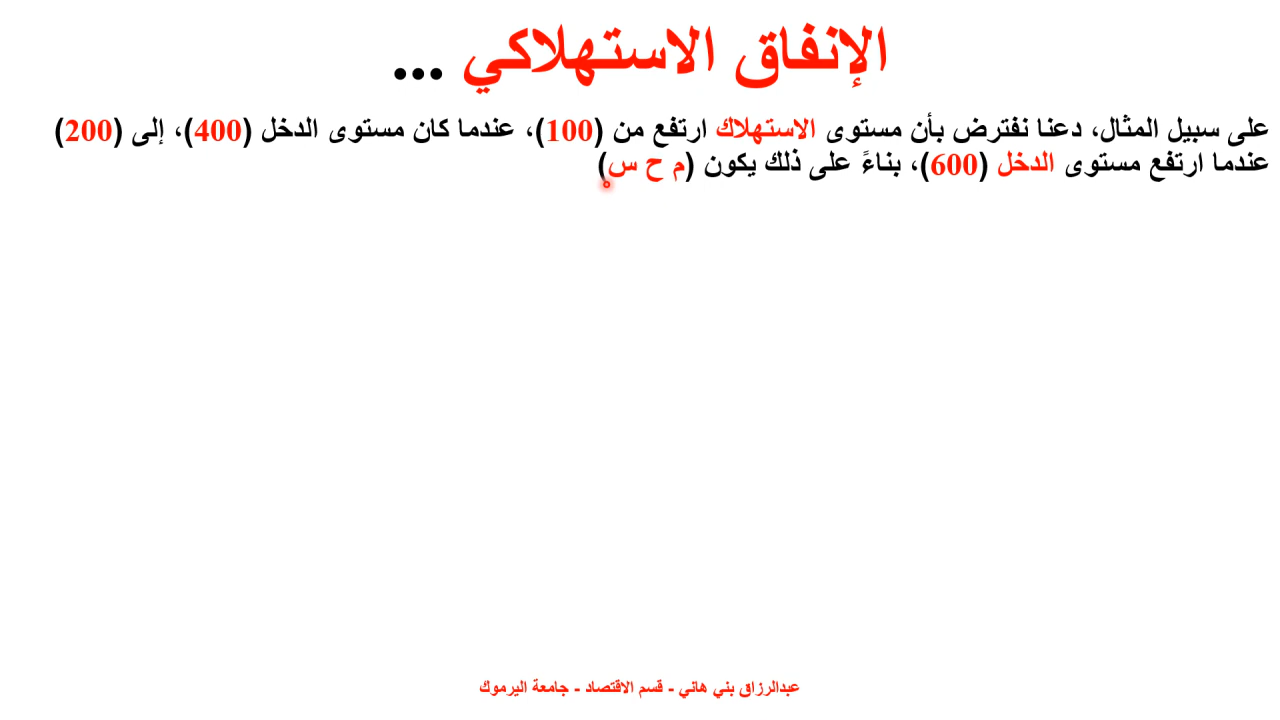 الإنفاق الاستهلاكي ...
على سبيل المثال، دعنا نفترض بأن مستوى الاستهلاك ارتفع من (100)، عندما كان مستوى الدخل (400)، إلى (200)
عندما ارتفع مستوى الدخل (600)، بناءً على ذلك يكون (م ح س)
عبدالرزاق بني هاني - قسم الاقتصاد - جامعة اليرموك